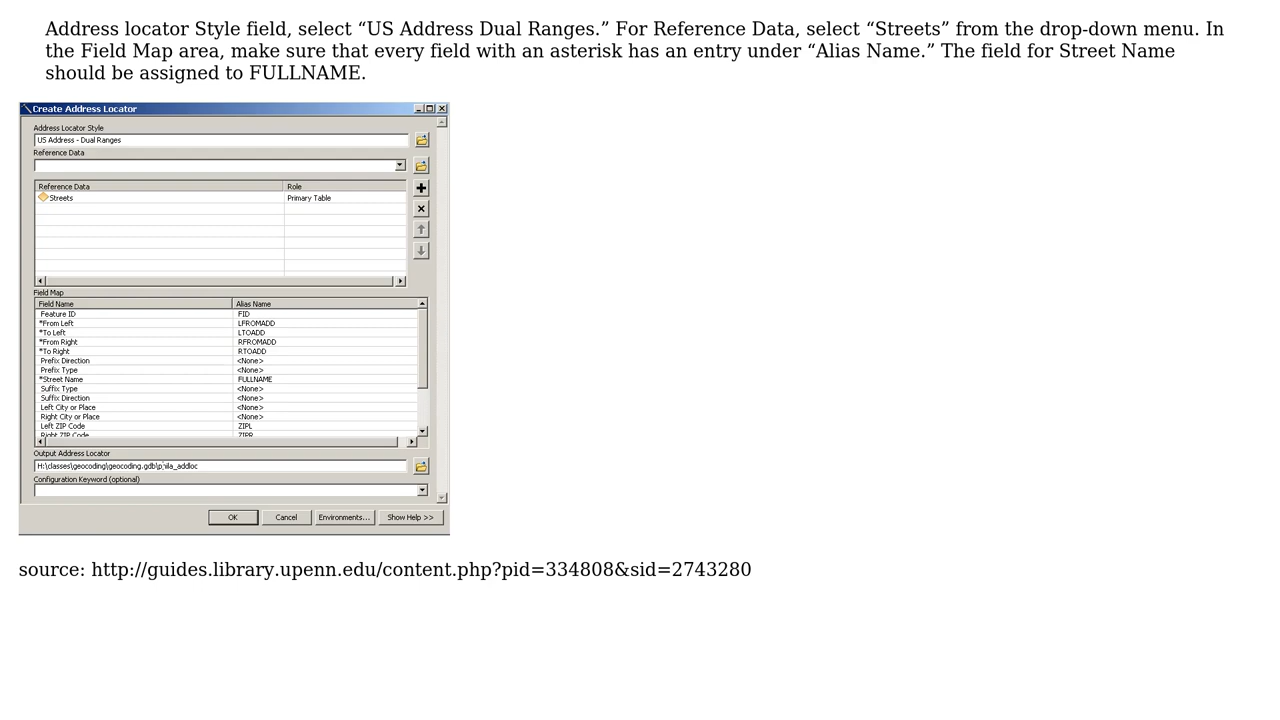 Address locator Style field, select “US Address Dual Ranges.” For Reference Data, select “Streets” from the drop-down menu. In
the Field Map area, make sure that every field with an asterisk has an entry under “Alias Name.” The field for Street Name
should be assigned to FULLNAME.
Create Address Locator
Address Locator Style
US Address - Dual Ranges
Reference Data
Reference Data Role
Streets Primary Table
Field Map
Field Name Alias Name
Feature ID FID
*From Left LFROMADD
*To Left LTOADD
*From Right RFROMADD
*To Right RTOADD
Prefix Direction <None>
Prefix Type <None>
*Street Name FULLNAME
Suffix Type <None>
Suffix Direction <None>
Left City or Place <None>
Right City or Place <None>
Left ZIP Code ZIPL
Right ZIP Code ZIPR
Output Address Locator
H:\classes\geocoding\geocoding.gdb\phila_addloc
Configuration Keyword (optional)
OK Cancel Environments... Show Help >>
source: http://guides.library.upenn.edu/content.php?pid=334808&sid=2743280